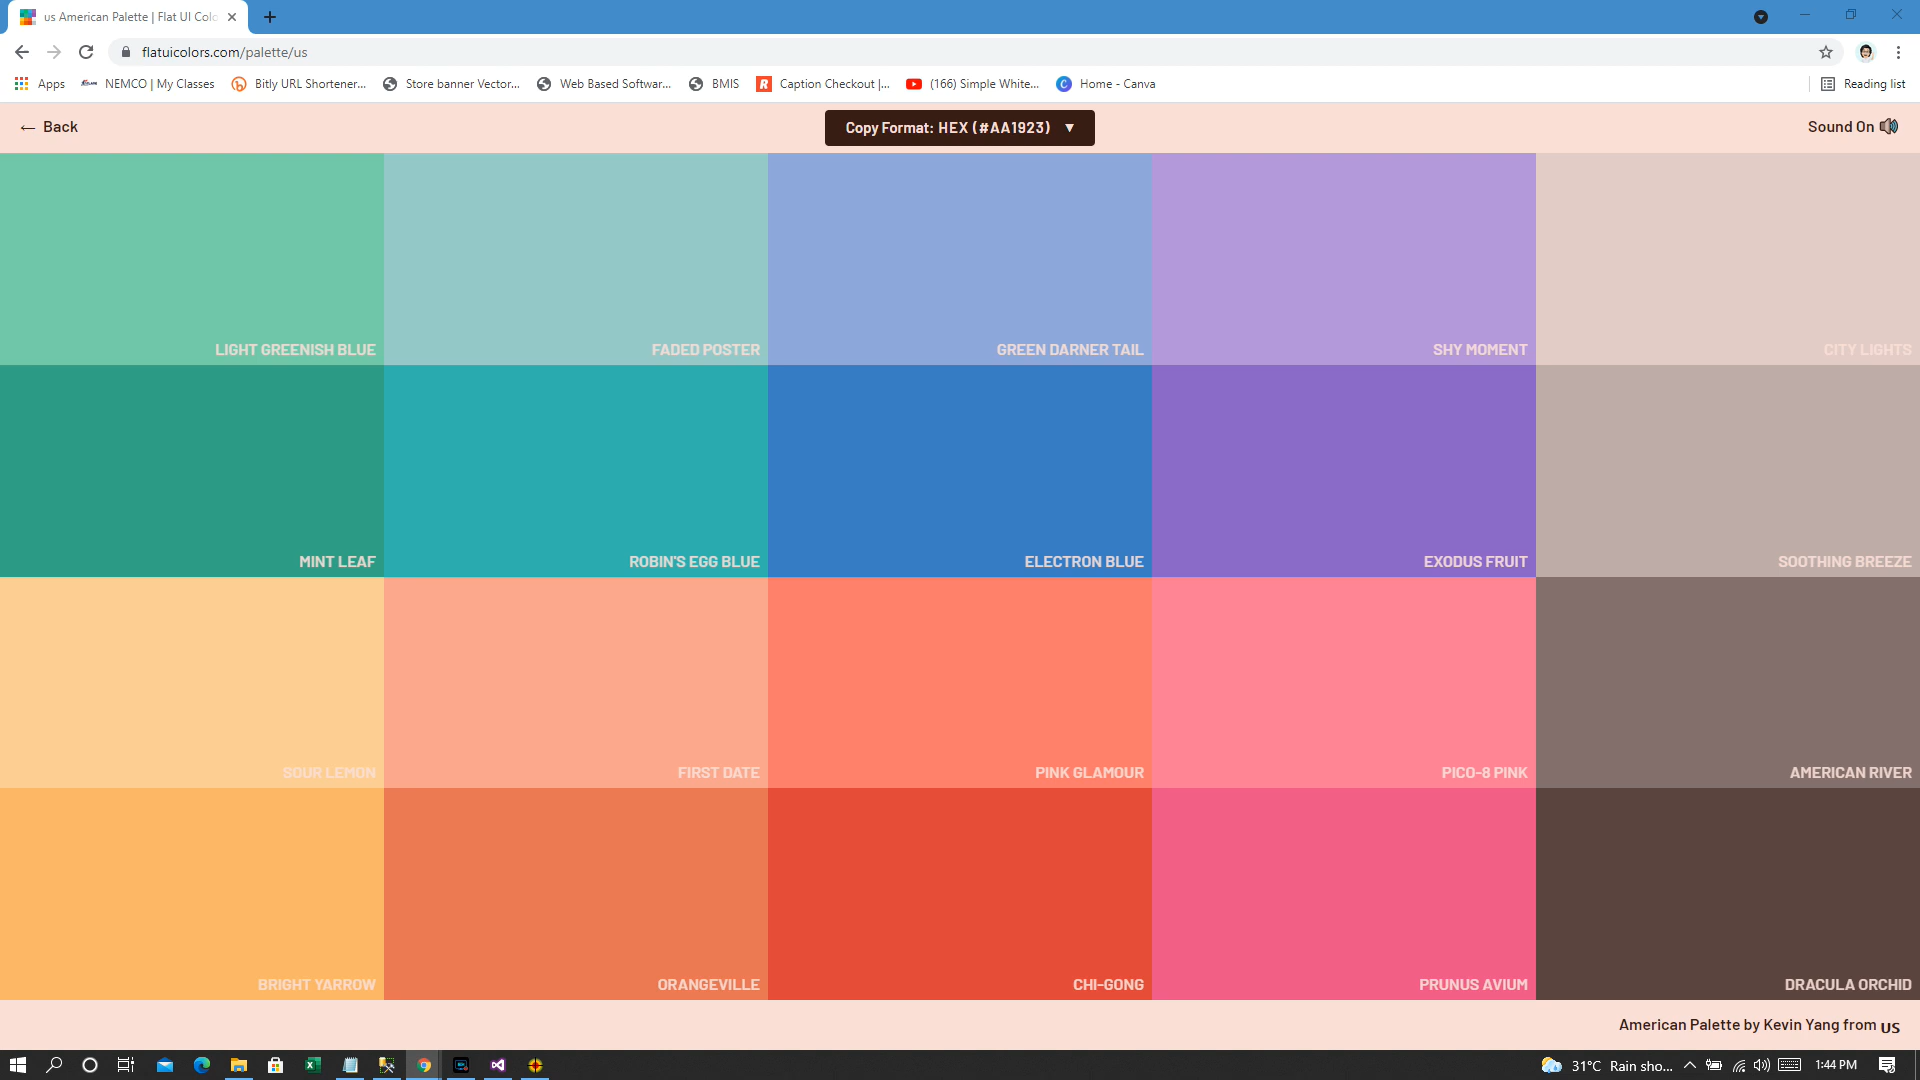 us American Palette | Flat UI Colo
flatuicolors.com/palette/us
Apps NEMCO | My Classes Bitly URL Shortener... Store banner Vector... Web Based Softwar... BMIS Caption Checkout |... (166) Simple White... Home - Canva Reading list
← Back Copy Format: HEX (#AA1923) ▼ Sound On
LIGHT GREENISH BLUE FADED POSTER GREEN DARNER TAIL SHY MOMENT CITY LIGHTS
MINT LEAF ROBIN'S EGG BLUE ELECTRON BLUE EXODUS FRUIT SOOTHING BREEZE
SOUR LEMON FIRST DATE PINK GLAMOUR PICO-8 PINK AMERICAN RIVER
BRIGHT YARROW ORANGEVILLE CHI-GONG PRUNUS AVIUM DRACULA ORCHID
American Palette by Kevin Yang from US
31°C Rain sho... 1:44 PM